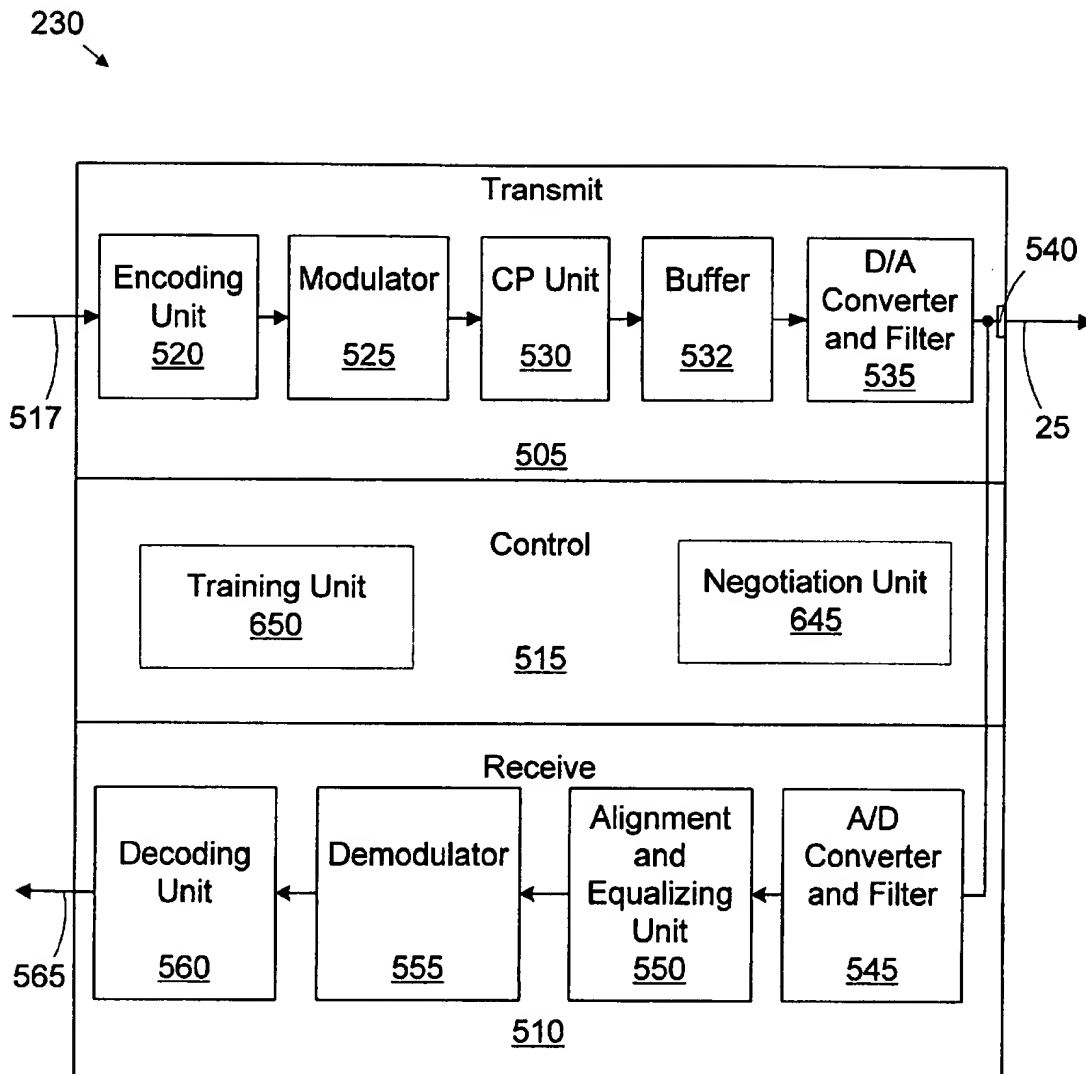 230
Transmit
Encoding
Unit
520
Modulator
525
CP Unit
530
Buffer
532
D/A
Converter
and Filter
535
540
517
25
505
Control
Training Unit
650
Negotiation Unit
645
515
Receive
Decoding
Unit
560
Demodulator
555
Alignment
and
Equalizing
Unit
550
A/D
Converter
and Filter
545
565
510